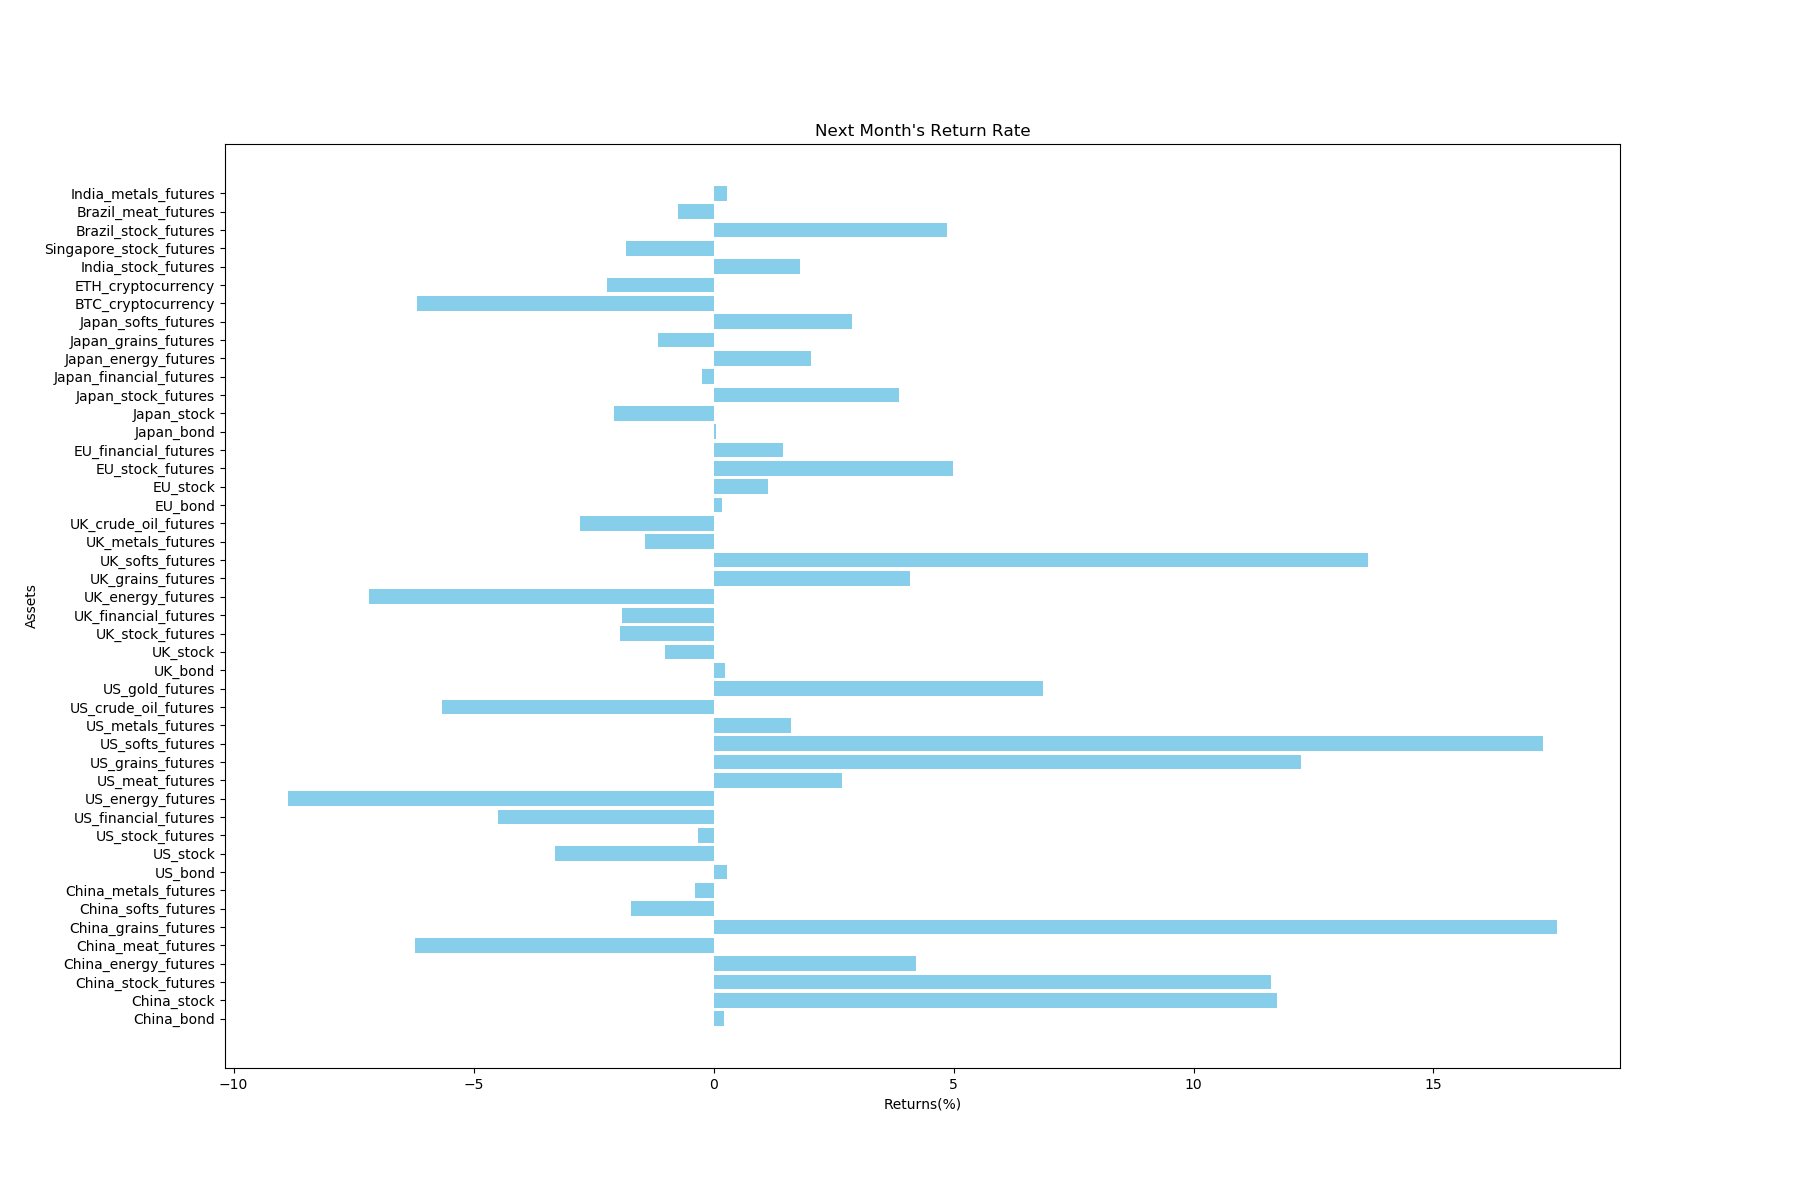 Next Month's Return Rate
India_metals_futures
Brazil_meat_futures
Brazil_stock_futures
Singapore_stock_futures
India_stock_futures
ETH_cryptocurrency
BTC_cryptocurrency
Japan_softs_futures
Japan_grains_futures
Japan_energy_futures
Japan_financial_futures
Japan_stock_futures
Japan_stock
Japan_bond
EU_financial_futures
EU_stock_futures
EU_stock
EU_bond
UK_crude_oil_futures
UK_metals_futures
UK_softs_futures
UK_grains_futures
UK_energy_futures
UK_financial_futures
UK_stock_futures
UK_stock
UK_bond
US_gold_futures
US_crude_oil_futures
US_metals_futures
US_softs_futures
US_grains_futures
US_meat_futures
US_energy_futures
US_financial_futures
US_stock_futures
US_stock
US_bond
China_metals_futures
China_softs_futures
China_grains_futures
China_meat_futures
China_energy_futures
China_stock_futures
China_stock
China_bond
Assets
−10 −5 0 5 10 15
Returns(%)